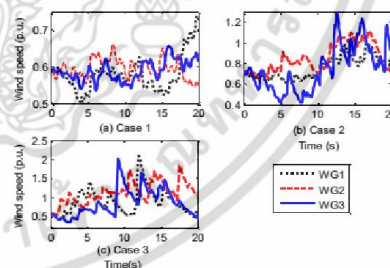 Wind speed (p.u.)
0.7
0.6
0.5
0 5 10 15 20
(a) Case 1
1.2
1
0.8
0.6
0.4
0 5 10 15 20
(b) Case 2
Time (s)
Wind speed (p.u.)
2.5
2
1.5
1
0.5
0 5 10 15 20
(c) Case 3
Time(s)
WG1
WG2
WG3